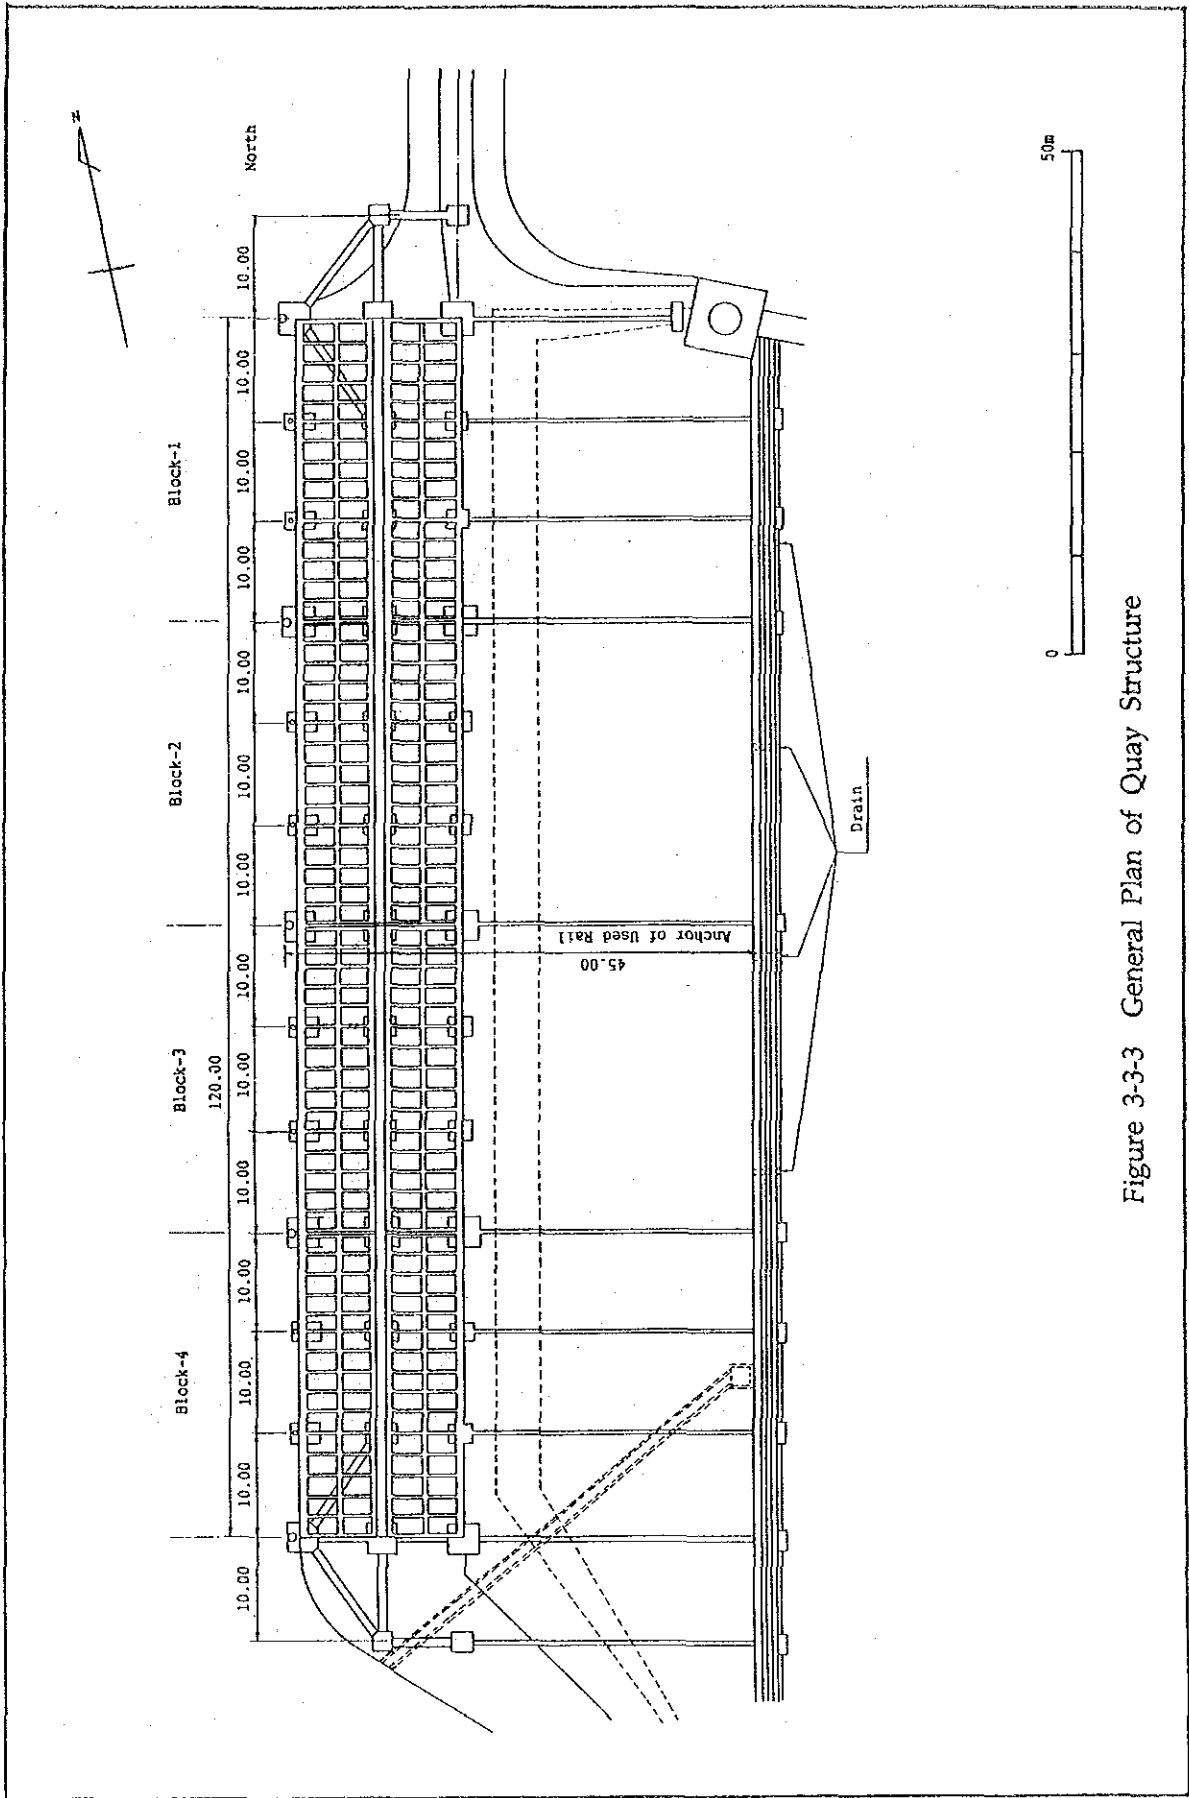 N
Block-4
Block-3
Block-2
Block-1
120.00
10.00
10.00
10.00
10.00
10.00
10.00
10.00
10.00
10.00
10.00
10.00
10.00
10.00
10.00
North
Anchor of Used Rail
45.00
Drain
0
50m
Figure 3-3-3 General Plan of Quay Structure